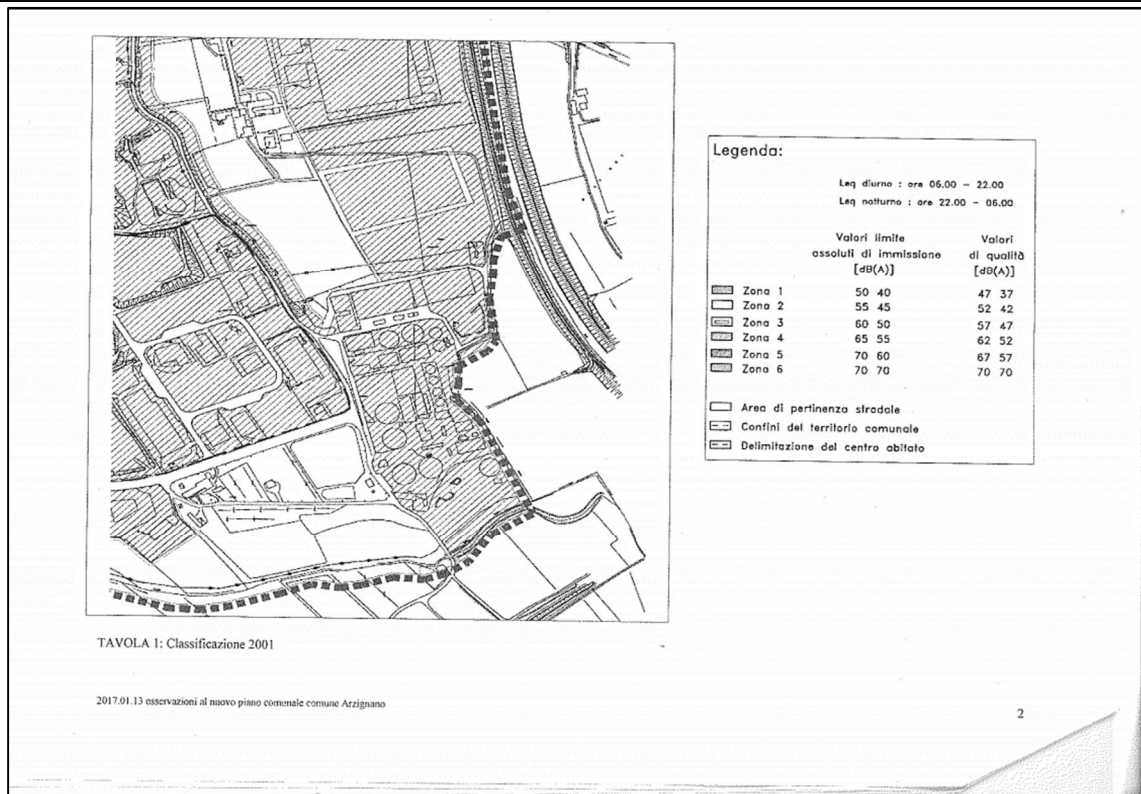 Legenda:
Leq diurno : ore 06.00 - 22.00
Leq notturno : ore 22.00 - 06.00
Valori limite assoluti di immissione [dB(A)]
Valori di qualità [dB(A)]
Zona 1 50 40 47 37
Zona 2 55 45 52 42
Zona 3 60 50 57 47
Zona 4 65 55 62 52
Zona 5 70 60 67 57
Zona 6 70 70 70 70
Area di pertinenza stradale
Confini del territorio comunale
Delimitazione del centro abitato
TAVOLA 1: Classificazione 2001
2017.01.13 osservazioni al nuovo piano comunale comune Arzignano
2